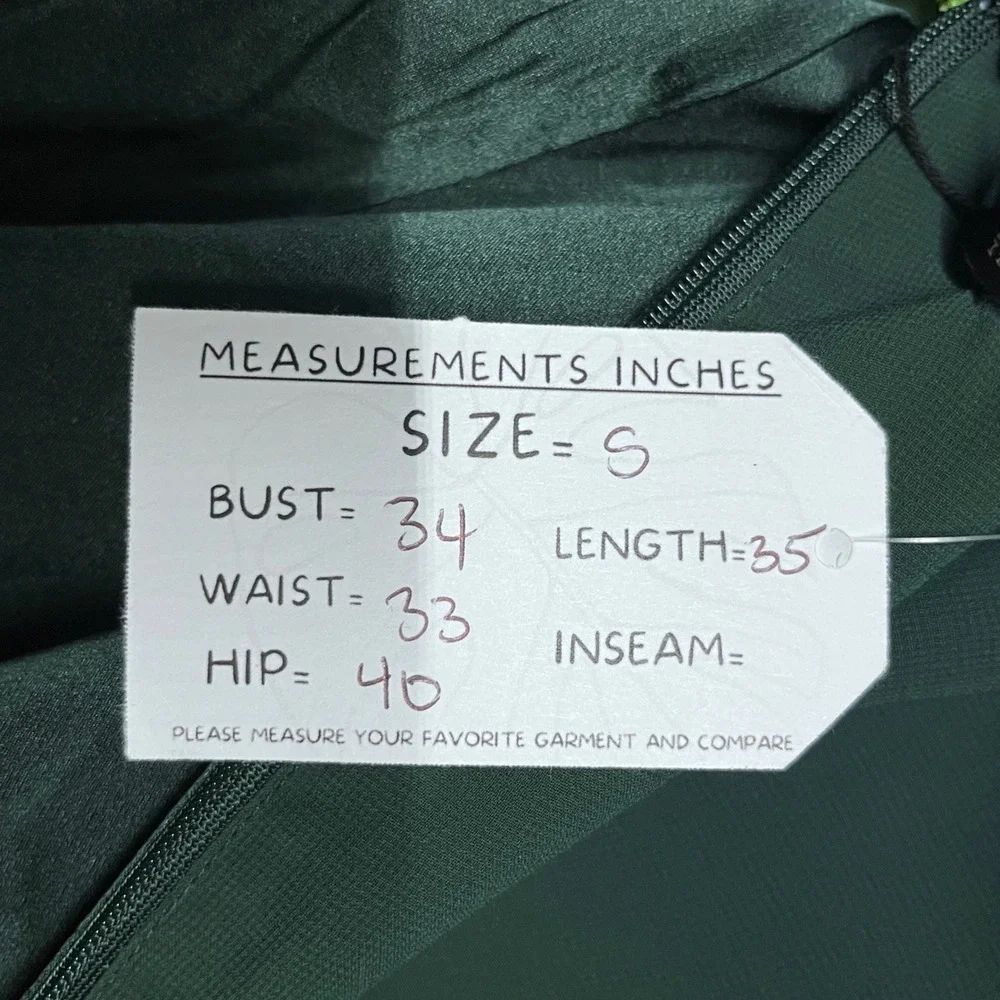 MEASUREMENTS INCHES
SIZE= S
BUST= 34
LENGTH=35
WAIST= 33
INSEAM=
HIP= 40
PLEASE MEASURE YOUR FAVORITE GARMENT AND COMPARE